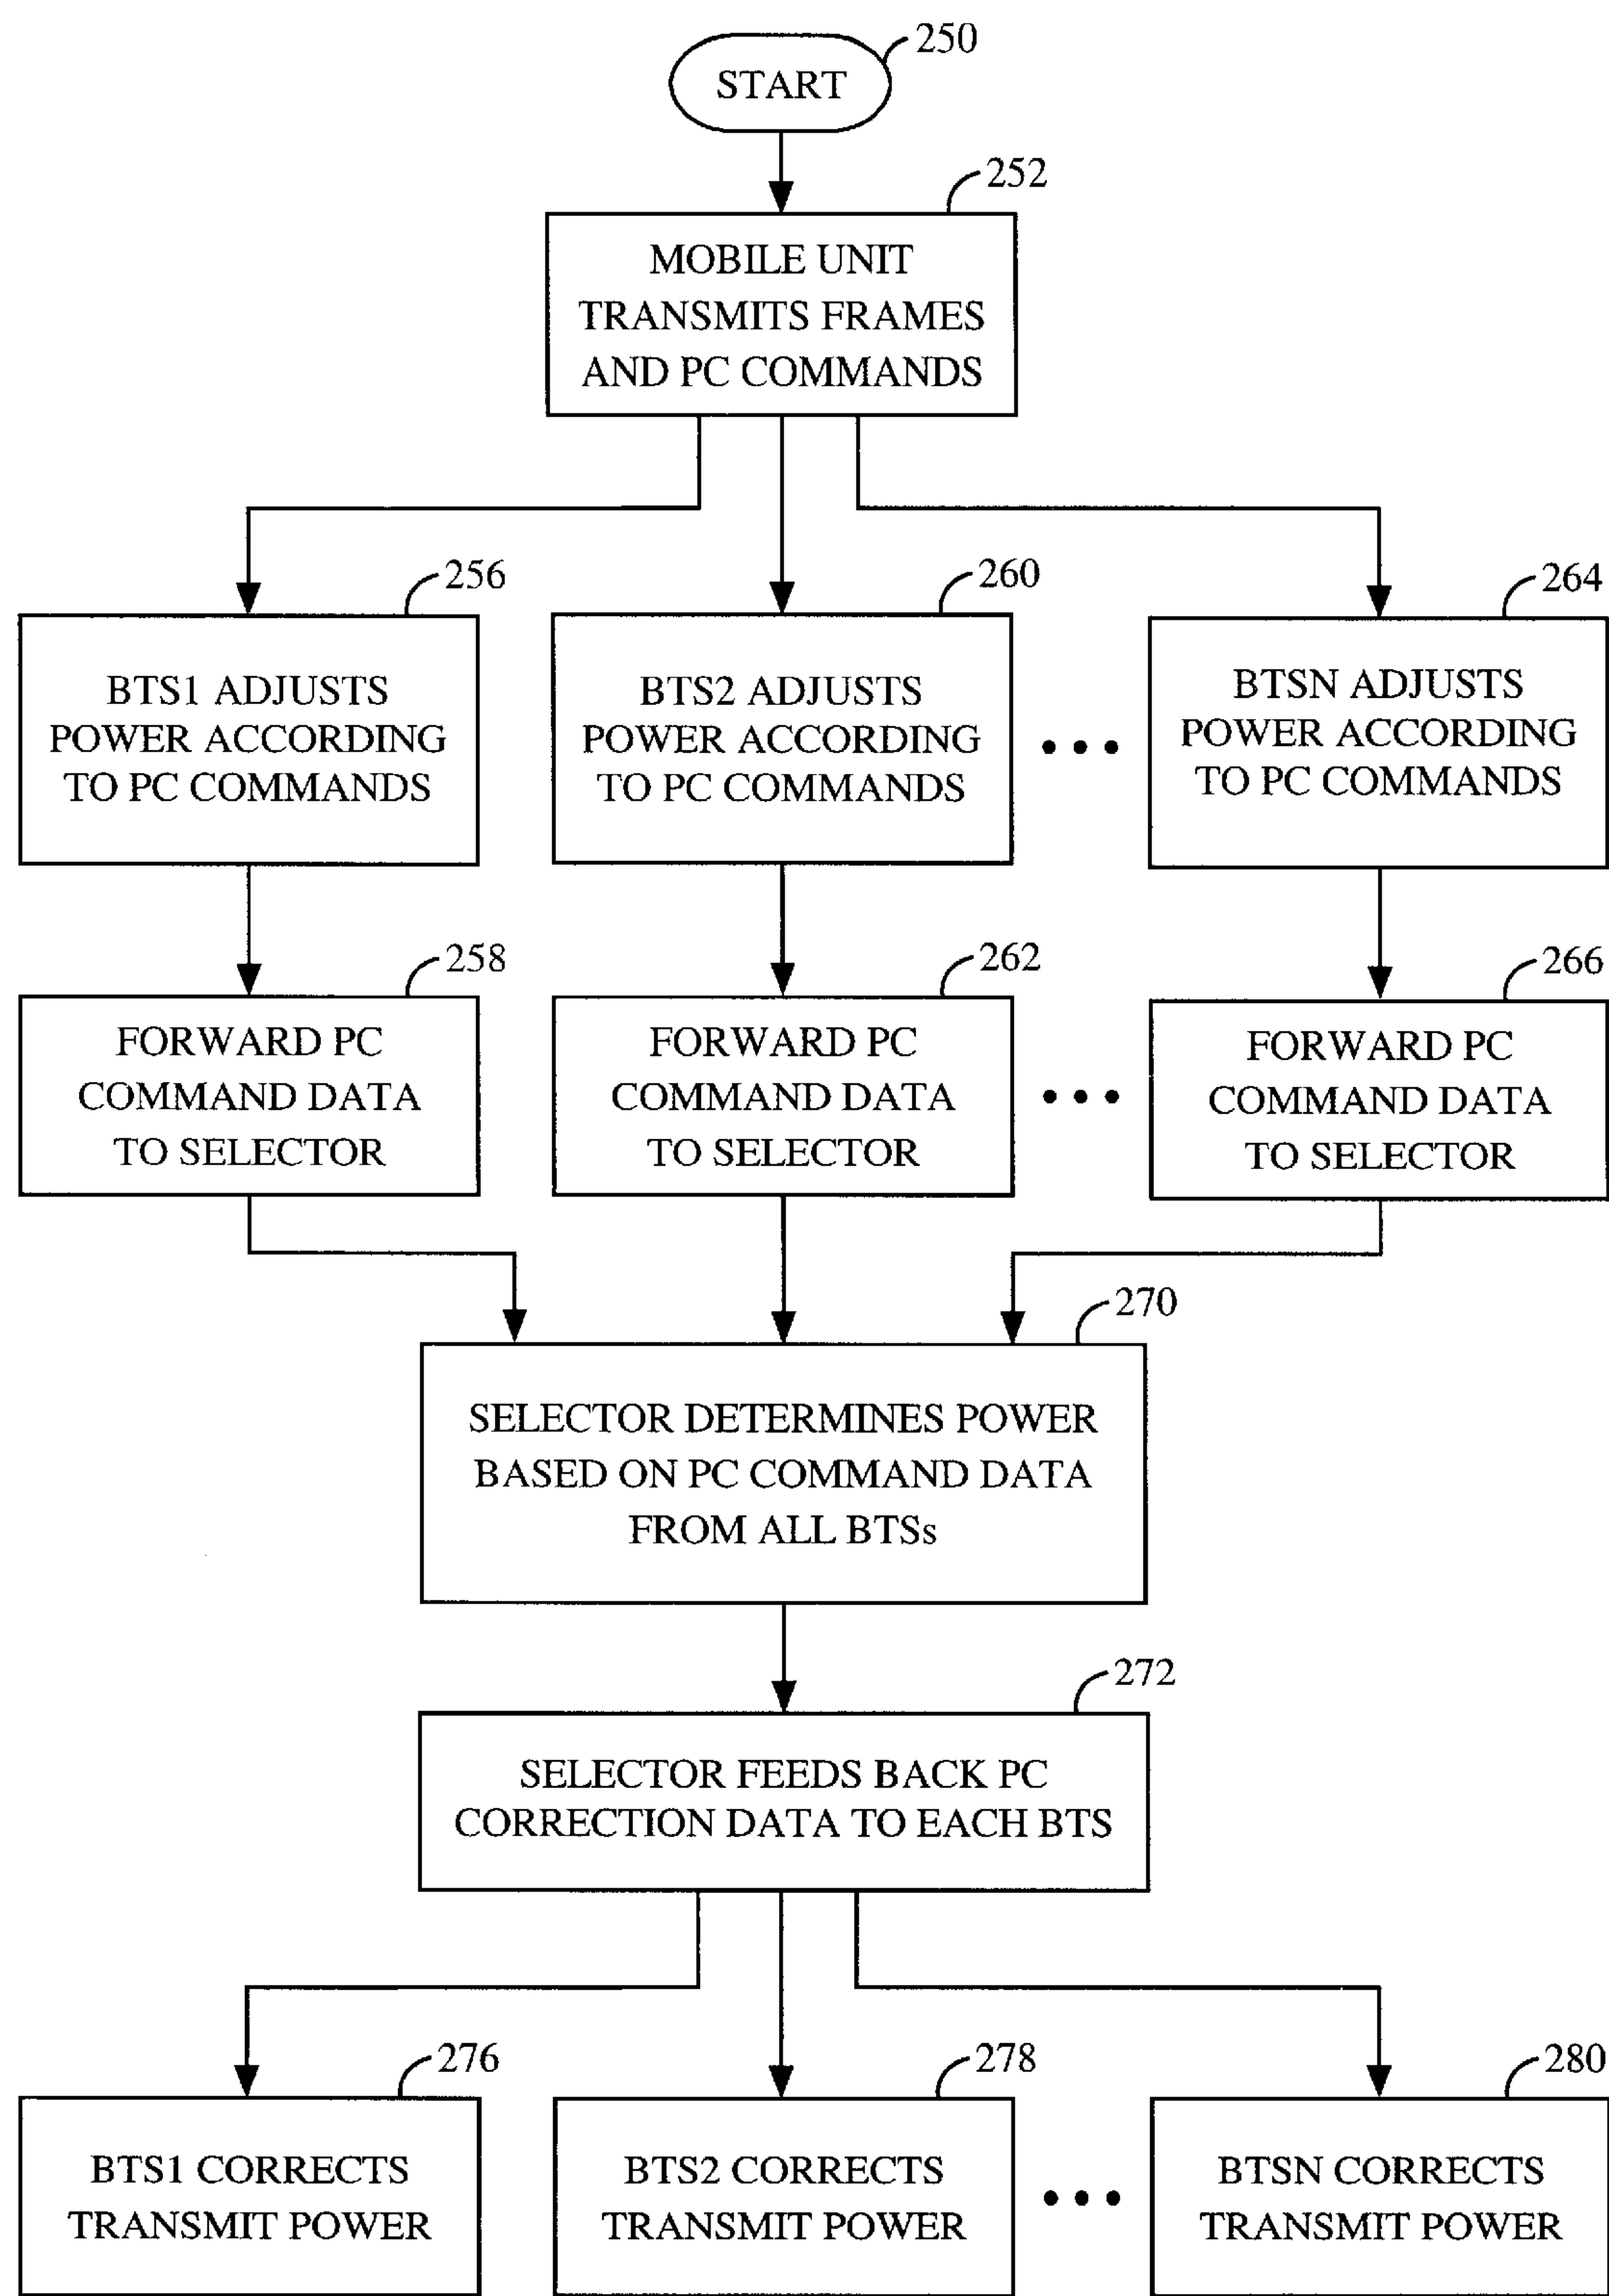 250
START
252
MOBILE UNIT
TRANSMITS FRAMES
AND PC COMMANDS
256
BTS1 ADJUSTS
POWER ACCORDING
TO PC COMMANDS
260
BTS2 ADJUSTS
POWER ACCORDING
TO PC COMMANDS
264
BTSN ADJUSTS
POWER ACCORDING
TO PC COMMANDS
258
FORWARD PC
COMMAND DATA
TO SELECTOR
262
FORWARD PC
COMMAND DATA
TO SELECTOR
266
FORWARD PC
COMMAND DATA
TO SELECTOR
270
SELECTOR DETERMINES POWER
BASED ON PC COMMAND DATA
FROM ALL BTSs
272
SELECTOR FEEDS BACK PC
CORRECTION DATA TO EACH BTS
276
BTS1 CORRECTS
TRANSMIT POWER
278
BTS2 CORRECTS
TRANSMIT POWER
280
BTSN CORRECTS
TRANSMIT POWER